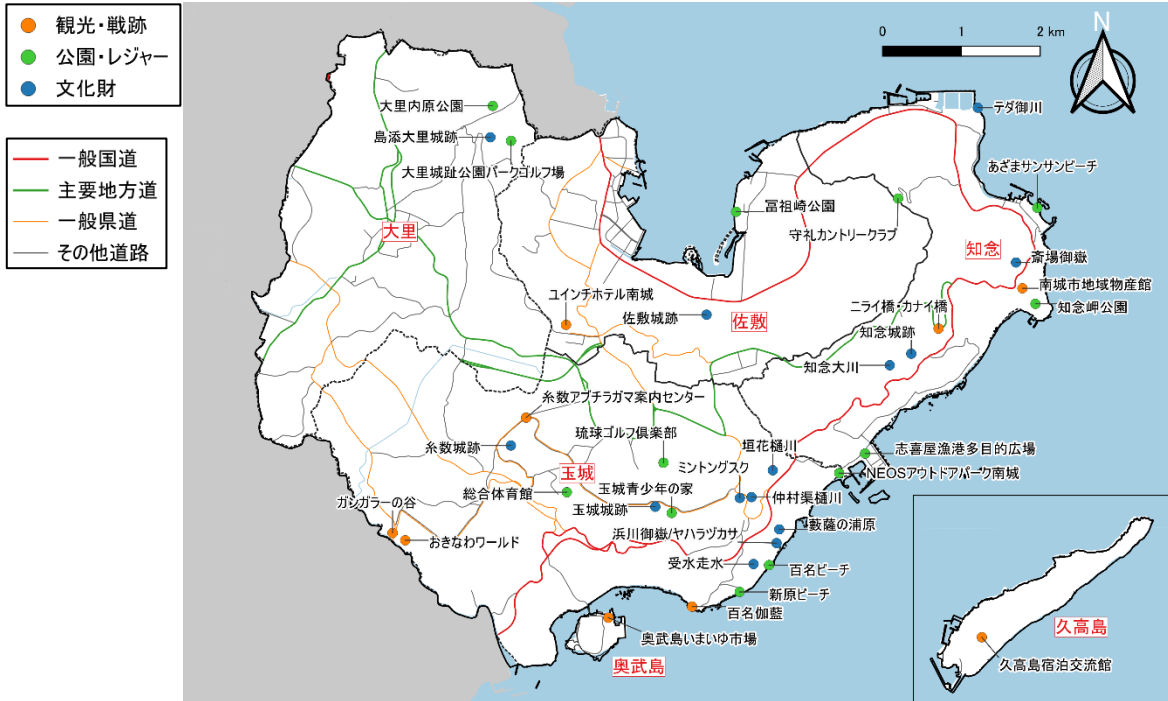 観光・戦跡
公園・レジャー
文化財
一般国道
主要地方道
一般県道
その他道路
0 1 2 km
N
大里内原公園
島添大里城跡
大里城趾公園パークゴルフ場
大里
テダ御川
あざまサンサンビーチ
冨祖崎公園
守礼カントリークラブ
知念
斎場御嶽
南城市地域物産館
知念岬公園
ユインチホテル南城
佐敷城跡
佐敷
ニライ橋・カナイ橋
知念城跡
知念大川
糸数アブチラガマ案内センター
糸数城跡
琉球ゴルフ倶楽部
垣花樋川
志喜屋漁港多目的広場
NEOSアウトドアパーク南城
玉城
ミントングスク
総合体育館
玉城青少年の家
仲村渠樋川
玉城城跡
ガンガラーの谷
おきなわワールド
浜川御嶽/ヤハラヅカサ
藪薩の浦原
受水走水
百名ビーチ
新原ビーチ
百名伽藍
奥武島いまいゆ市場
奥武島
久高島
久高島宿泊交流館